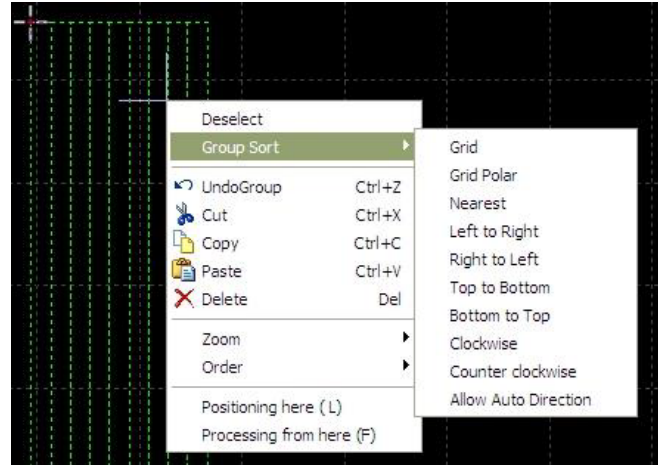 Deselect
Group Sort
UndoGroup Ctrl+Z
Cut Ctrl+X
Copy Ctrl+C
Paste Ctrl+V
Delete Del
Zoom
Order
Positioning here (L)
Processing from here (F)
Grid
Grid Polar
Nearest
Left to Right
Right to Left
Top to Bottom
Bottom to Top
Clockwise
Counter clockwise
Allow Auto Direction